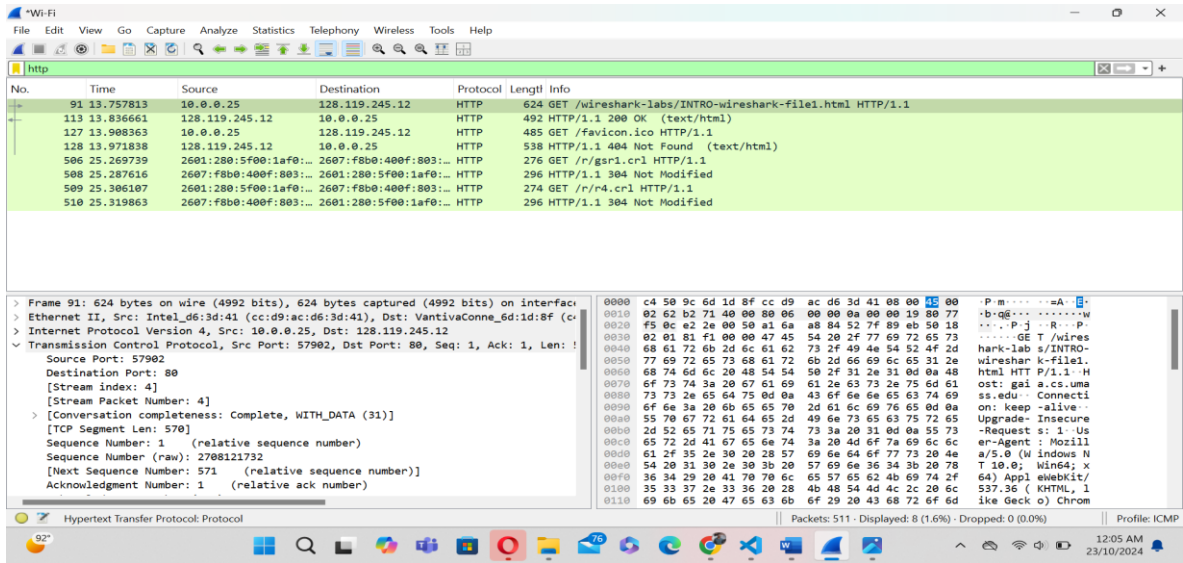 *Wi-Fi
File Edit View Go Capture Analyze Statistics Telephony Wireless Tools Help
http
No. Time Source Destination Protocol Length Info
91 13.757813 10.0.0.25 128.119.245.12 HTTP 624 GET /wireshark-labs/INTRO-wireshark-file1.html HTTP/1.1
113 13.836661 128.119.245.12 10.0.0.25 HTTP 492 HTTP/1.1 200 OK (text/html)
127 13.908363 10.0.0.25 128.119.245.12 HTTP 485 GET /favicon.ico HTTP/1.1
128 13.971838 128.119.245.12 10.0.0.25 HTTP 538 HTTP/1.1 404 Not Found (text/html)
506 25.269739 2601:280:5f00:1af0:… 2607:f8b0:400f:803:… HTTP 276 GET /r/gsr1.crl HTTP/1.1
508 25.287616 2607:f8b0:400f:803:… 2601:280:5f00:1af0:… HTTP 296 HTTP/1.1 304 Not Modified
509 25.306107 2601:280:5f00:1af0:… 2607:f8b0:400f:803:… HTTP 274 GET /r/r4.crl HTTP/1.1
510 25.319863 2607:f8b0:400f:803:… 2601:280:5f00:1af0:… HTTP 296 HTTP/1.1 304 Not Modified
Frame 91: 624 bytes on wire (4992 bits), 624 bytes captured (4992 bits) on interface
Ethernet II, Src: Intel_d6:3d:41 (cc:d9:ac:d6:3d:41), Dst: VantivaConne_6d:1d:8f (c4
Internet Protocol Version 4, Src: 10.0.0.25, Dst: 128.119.245.12
Transmission Control Protocol, Src Port: 57902, Dst Port: 80, Seq: 1, Ack: 1, Len:
Source Port: 57902
Destination Port: 80
[Stream index: 4]
[Stream Packet Number: 4]
[Conversation completeness: Complete, WITH_DATA (31)]
[TCP Segment Len: 570]
Sequence Number: 1 (relative sequence number)
Sequence Number (raw): 2708121732
[Next Sequence Number: 571 (relative sequence number)]
Acknowledgment Number: 1 (relative ack number)
0000 c4 50 9c 6d 1d 8f cc d9 ac d6 3d 41 08 00 45 00 ·P·m···· ··=A··E·
0010 02 62 b2 71 40 00 80 06 00 00 0a 00 00 19 80 77 ·b·q@··· ·······w
0020 f5 0c e2 2e 00 50 a1 6a a8 84 52 7f 89 eb 50 18 ···.·P·j ··R···P·
0030 02 01 81 f1 00 00 47 45 54 20 2f 77 69 72 65 73 ······GE T /wires
0040 68 61 72 6b 2d 6c 61 62 73 2f 49 4e 54 52 4f 2d hark-lab s/INTRO-
0050 77 69 72 65 73 68 61 72 6b 2d 66 69 6c 65 31 2e wireshar k-file1.
0060 68 74 6d 6c 20 48 54 54 50 2f 31 2e 31 0d 0a 48 html HTT P/1.1··H
0070 6f 73 74 3a 20 67 61 69 61 2e 63 73 2e 75 6d 61 ost: gai a.cs.uma
0080 73 73 2e 65 64 75 0d 0a 43 6f 6e 6e 65 63 74 69 ss.edu·· Connecti
0090 6f 6e 3a 20 6b 65 65 70 2d 61 6c 69 76 65 0d 0a on: keep -alive··
00a0 55 70 67 72 61 64 65 2d 49 6e 73 65 63 75 72 65 Upgrade- Insecure
00b0 2d 52 65 71 75 65 73 74 73 3a 20 31 0d 0a 55 73 -Request s: 1··Us
00c0 65 72 2d 41 67 65 6e 74 3a 20 4d 6f 7a 69 6c 6c er-Agent : Mozill
00d0 61 2f 35 2e 30 20 28 57 69 6e 64 6f 77 73 20 4e a/5.0 (W indows N
00e0 54 20 31 30 2e 30 3b 20 57 69 6e 36 34 3b 20 78 T 10.0; Win64; x
00f0 36 34 29 20 41 70 70 6c 65 57 65 62 4b 69 74 2f 64) Appl eWebKit/
0100 35 33 37 2e 33 36 20 28 4b 48 54 4d 4c 2c 20 6c 537.36 ( KHTML, l
0110 69 6b 65 20 47 65 63 6b 6f 29 20 43 68 72 6f 6d ike Geck o) Chrom
Hypertext Transfer Protocol: Protocol
Packets: 511 · Displayed: 8 (1.6%) · Dropped: 0 (0.0%)
Profile: ICMP
92°
76
12:05 AM
23/10/2024